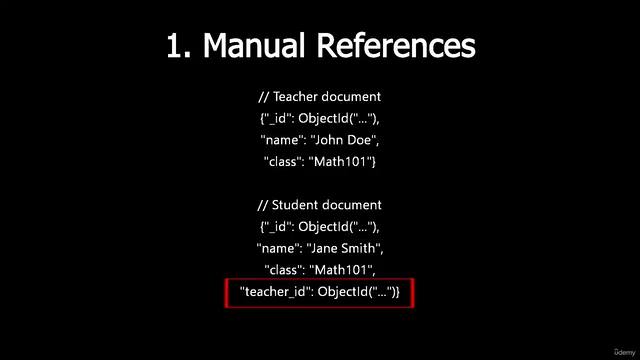 1. Manual References
// Teacher document
{"_id": ObjectId("..."),
"name": "John Doe",
"class": "Math101"}
// Student document
{"_id": ObjectId("..."),
"name": "Jane Smith",
"class": "Math101",
"teacher_id": ObjectId("...")}
ûdemy